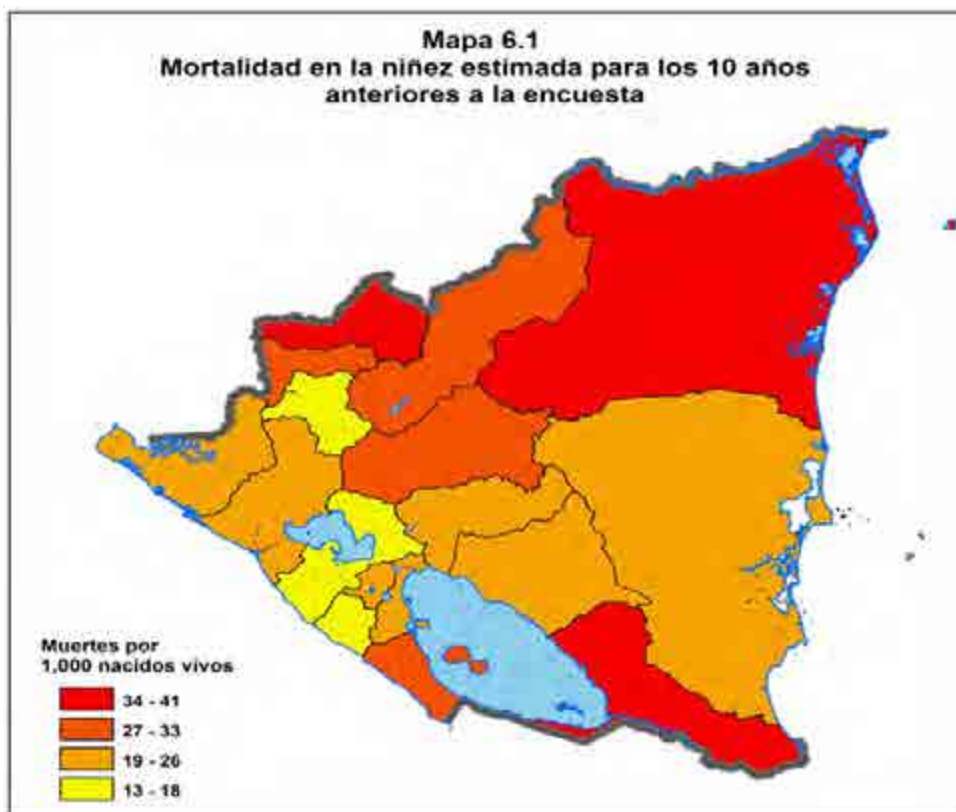 Mapa 6.1
Mortalidad en la niñez estimada para los 10 años
anteriores a la encuesta
Muertes por
1,000 nacidos vivos
34 - 41
27 - 33
19 - 26
13 - 18